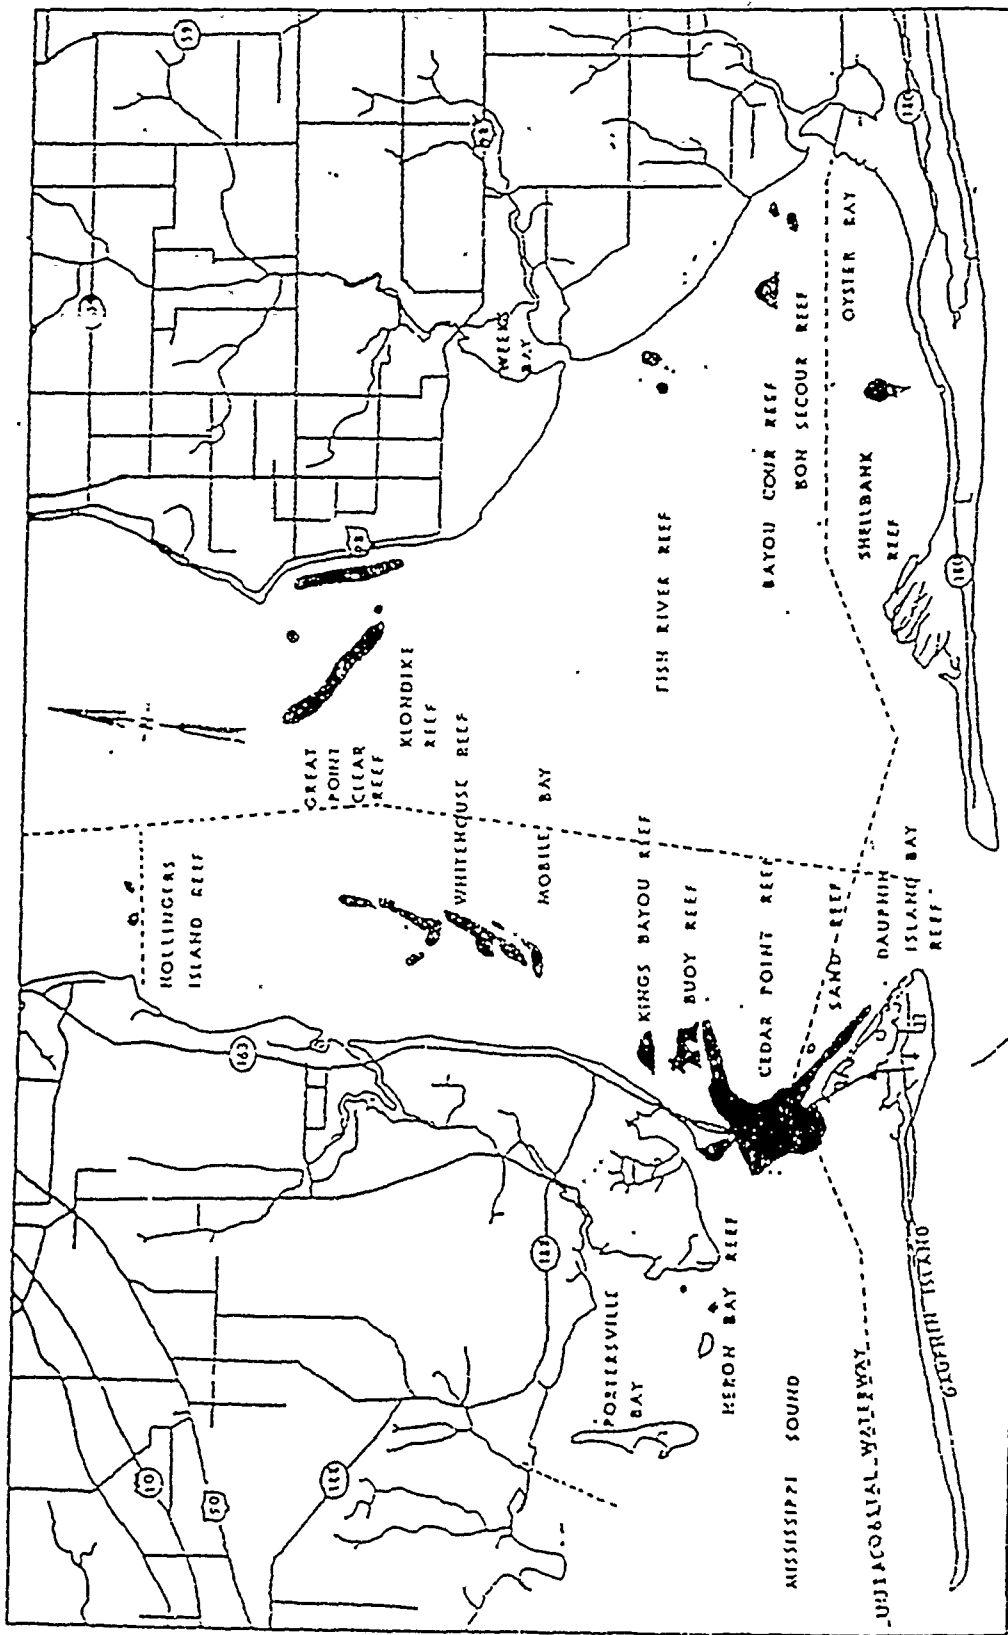 59
98
WEEKS
BAY
OYSTER BAY
180
BAYOU COUR REEF
BON SECOUR REEF
SHELLBANK
REEF
FISH RIVER REEF
98
N
KLONDIKE
REEF
GREAT
POINT
CLEAR
REEF
WHITEHOUSE REEF
MOBILE BAY
HOLLINGERS
ISLAND REEF
KINGS BAYOU REEF
BUOY REEF
CEDAR POINT REEF
SAND REEF
DAUPHIN
ISLAND BAY
REEF
163
188
PORTERSVILLE
BAY
HERON BAY REEF
MISSISSIPPI SOUND
INTRACOASTAL WATERWAY
ISLAND
10
188